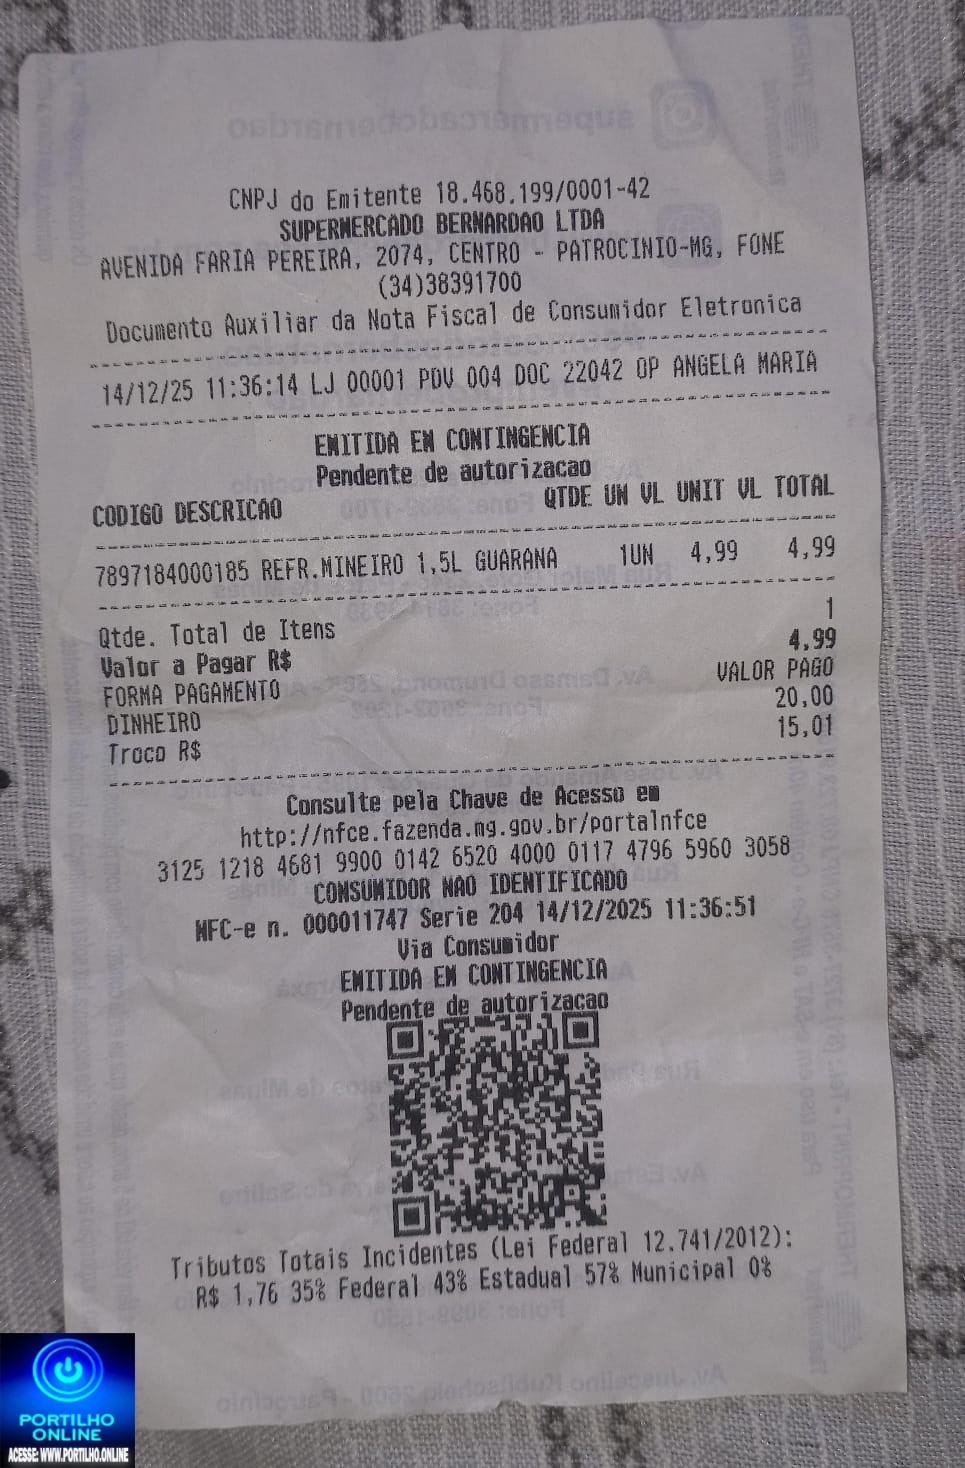 supermercadobernardao
CNPJ do Emitente 18.468.199/0001-42
SUPERMERCADO BERNARDAO LTDA
AVENIDA FARIA PEREIRA, 2074, CENTRO - PATROCINIO-MG, FONE
(34)38391700
Documento Auxiliar da Nota Fiscal de Consumidor Eletronica
14/12/25 11:36:14 LJ 00001 PDV 004 DOC 22042 OP ANGELA MARIA
EMITIDA EM CONTINGENCIA
Pendente de autorizacao
CODIGO DESCRICAO QTDE UN VL UNIT VL TOTAL
7897184000185 REFR.MINEIRO 1,5L GUARANA 1UN 4,99 4,99
Qtde. Total de Itens 1
Valor a Pagar R$ 4,99
FORMA PAGAMENTO VALOR PAGO
DINHEIRO 20,00
Troco R$ 15,01
Consulte pela Chave de Acesso em
http://nfce.fazenda.mg.gov.br/portalnfce
3125 1218 4681 9900 0142 6520 4000 0117 4796 5960 3058
CONSUMIDOR NAO IDENTIFICADO
NFC-e n. 000011747 Serie 204 14/12/2025 11:36:51
Via Consumidor
EMITIDA EM CONTINGENCIA
Pendente de autorizacao
Tributos Totais Incidentes (Lei Federal 12.741/2012):
R$ 1,76 35% Federal 43% Estadual 57% Municipal 0%
PORTILHO
ONLINE
ACESSE: WWW.PORTILHO.ONLINE